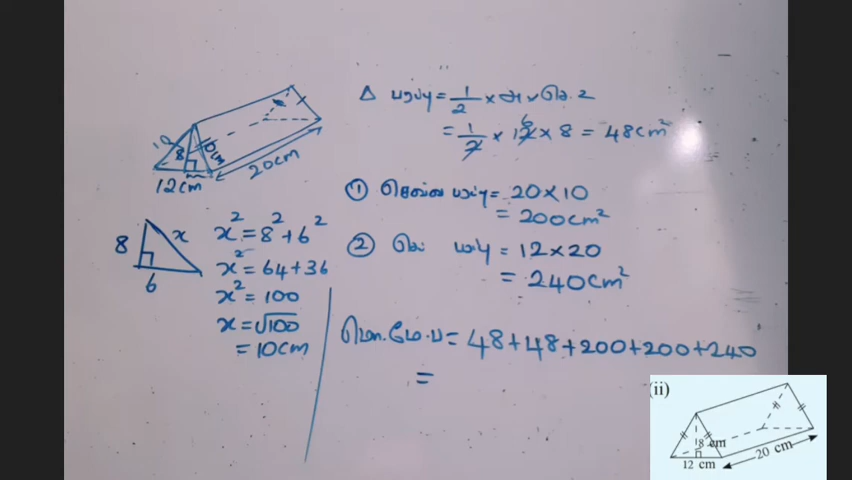 Δ பரப்பு = 1/2 × அ × செ.உ
= 1/2 × 12 6 × 8 = 48cm²
10
8
10cm
20cm
12cm
① செவ்வ பரப்பு = 20×10
= 200cm²
② செ பரப்பு = 12×20
= 240cm²
8
x
6
x² = 8² + 6²
x² = 64+36
x² = 100
x = √100
= 10cm
மொ.மே.ப = 48+48+200+200+240
=
(ii)
8 cm
12 cm
20 cm